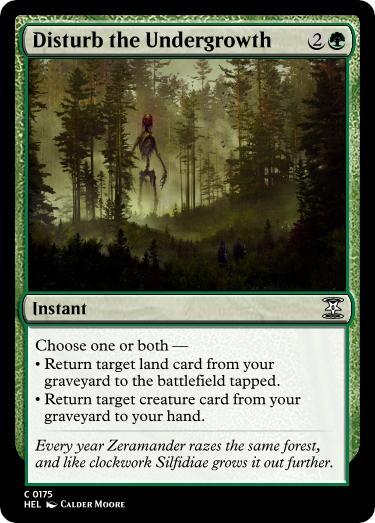 Disturb the Undergrowth 2
Instant
Choose one or both —
• Return target land card from your
graveyard to the battlefield tapped.
• Return target creature card from your
graveyard to your hand.
Every year Zeramander razes the same forest,
and like clockwork Silfidiae grows it out further.
C 0175
HEL CALDER MOORE